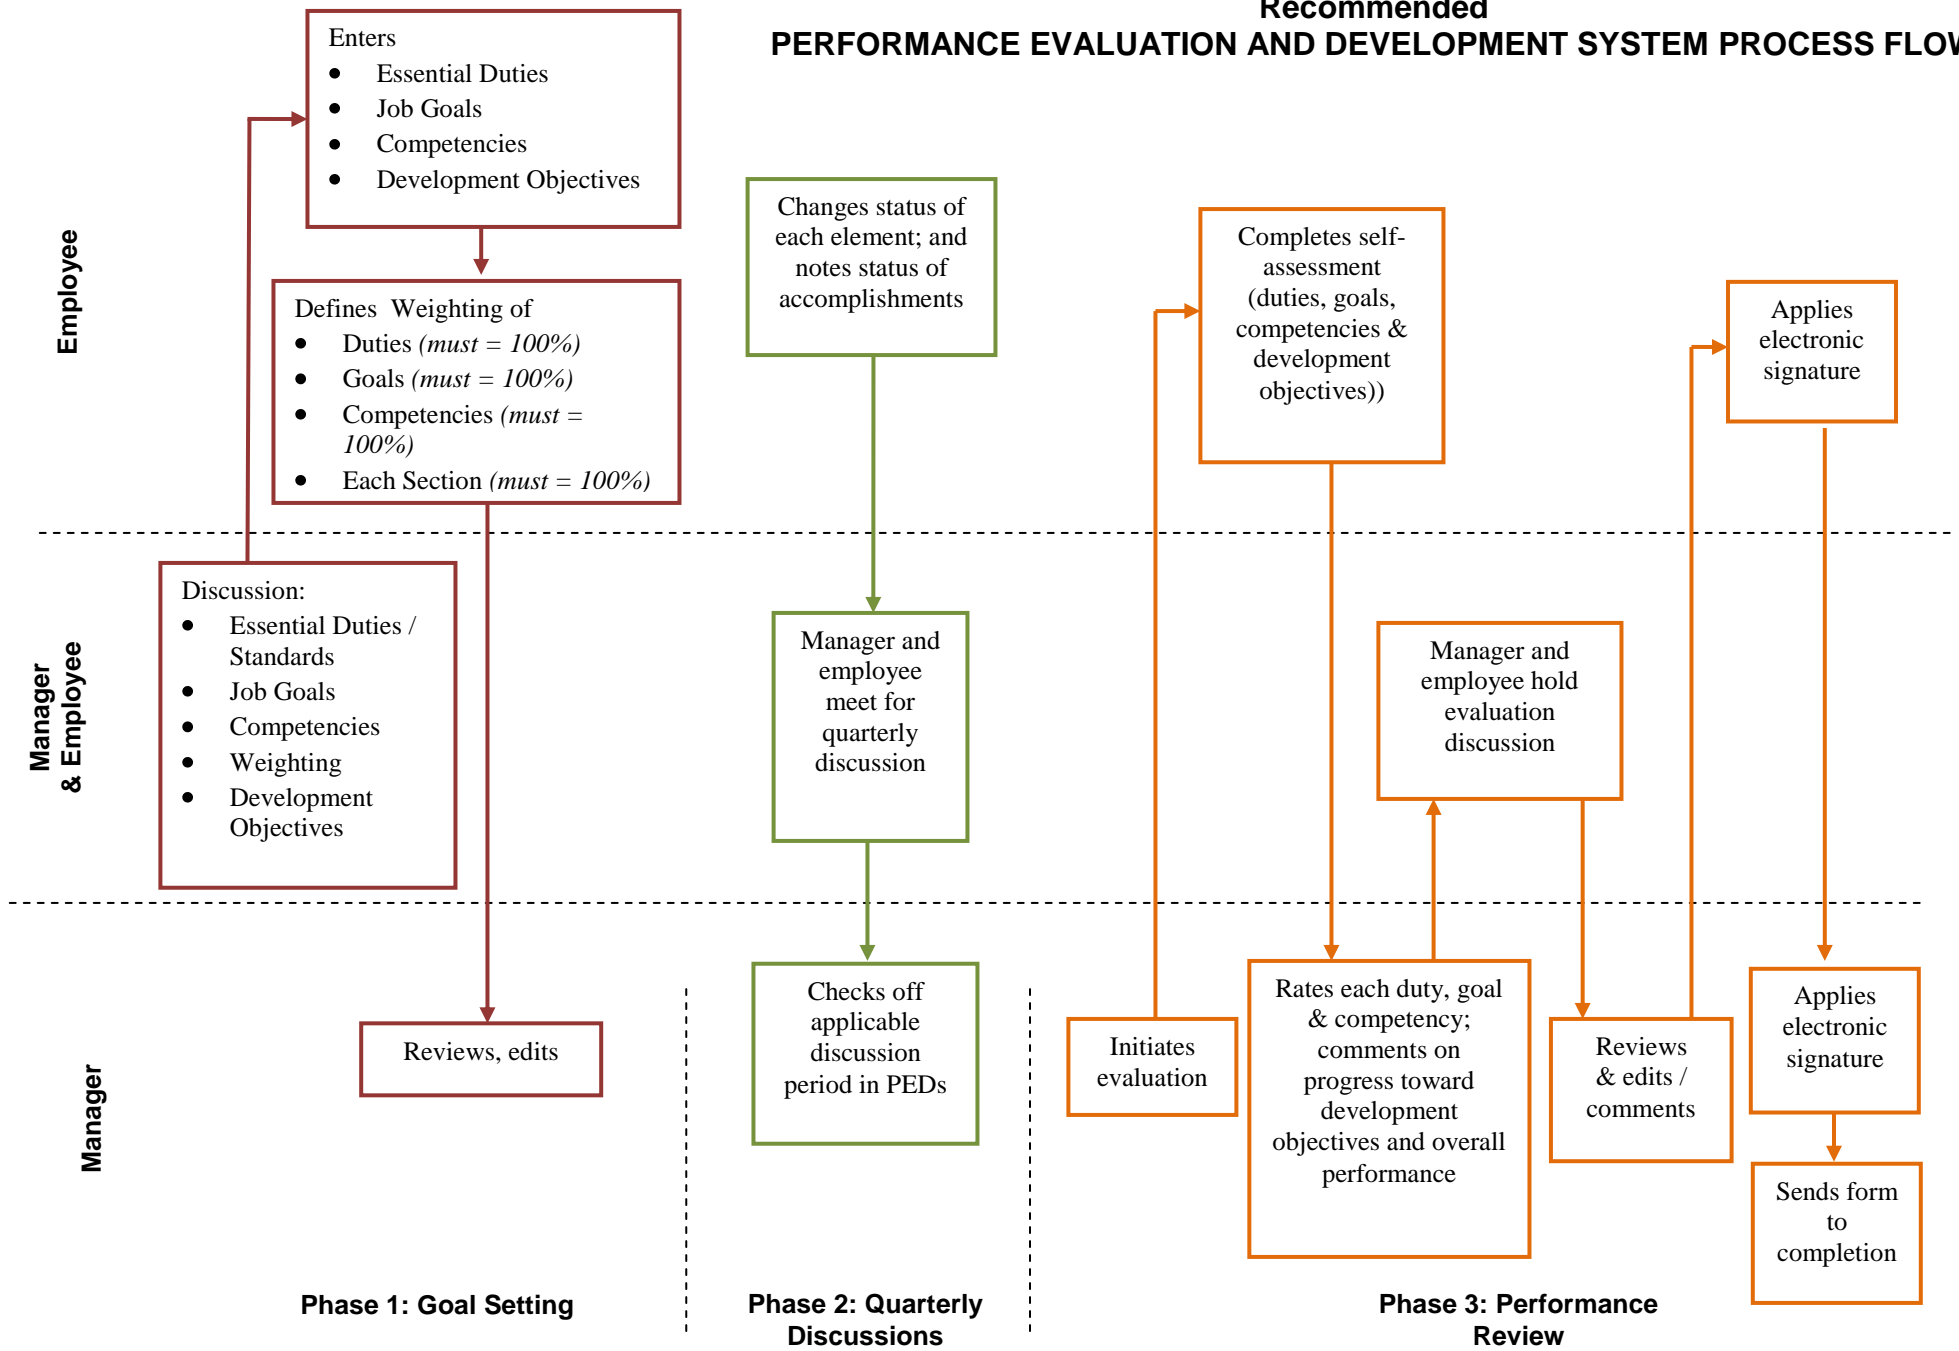 Recommended
PERFORMANCE EVALUATION AND DEVELOPMENT SYSTEM PROCESS FLOW
Employee
Enters
• Essential Duties
• Job Goals
• Competencies
• Development Objectives
Defines Weighting of
• Duties (must = 100%)
• Goals (must = 100%)
• Competencies (must =
100%)
• Each Section (must = 100%)
Changes status of
each element; and
notes status of
accomplishments
Completes self-
assessment
(duties, goals,
competencies &
development
objectives))
Applies
electronic
signature
Manager
& Employee
Discussion:
• Essential Duties /
Standards
• Job Goals
• Competencies
• Weighting
• Development
Objectives
Manager and
employee
meet for
quarterly
discussion
Manager and
employee hold
evaluation
discussion
Manager
Reviews, edits
Checks off
applicable
discussion
period in PEDs
Initiates
evaluation
Rates each duty, goal
& competency;
comments on
progress toward
development
objectives and overall
performance
Reviews
& edits /
comments
Applies
electronic
signature
Sends form
to
completion
Phase 1: Goal Setting
Phase 2: Quarterly
Discussions
Phase 3: Performance
Review